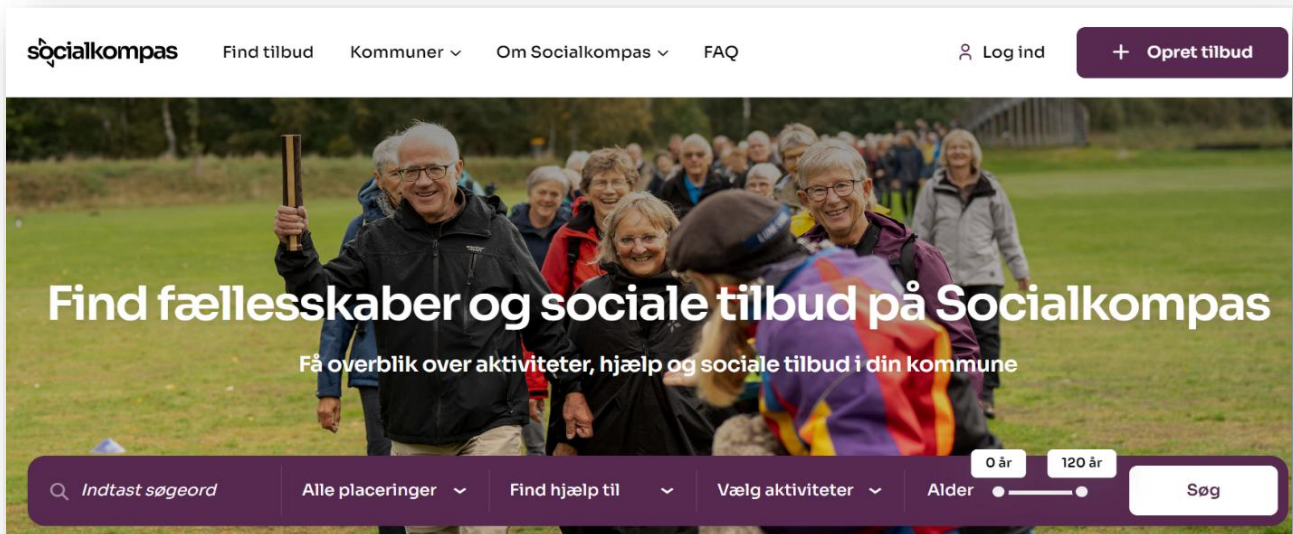 socialkompas
Find tilbud
Kommuner
Om Socialkompas
FAQ
Log ind
+ Opret tilbud
Find fællesskaber og sociale tilbud på Socialkompas
Få overblik over aktiviteter, hjælp og sociale tilbud i din kommune
0 år
120 år
Indtast søgeord
Alle placeringer
Find hjælp til
Vælg aktiviteter
Alder
Søg